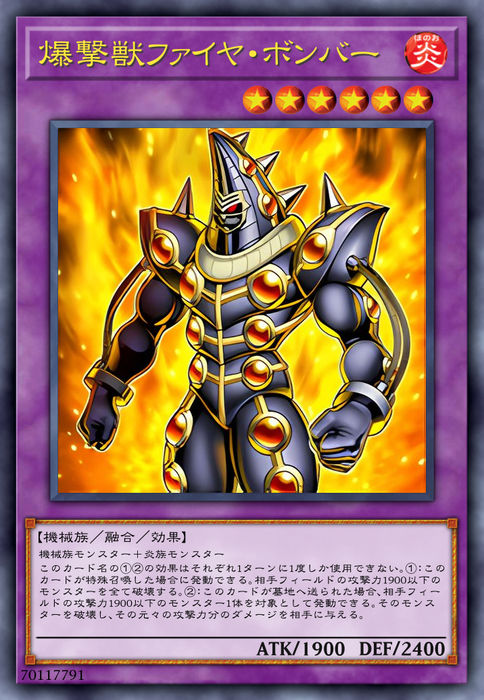 爆撃獣ファイヤ・ボンバー
ほのお
炎
【機械族／融合／効果】
機械族モンスター＋炎族モンスター
このカード名の①②の効果はそれぞれ1ターンに1度しか使用できない。①：こ
のカードが特殊召喚した場合に発動できる。相手フィールドの攻撃力1900以下の
モンスターを全て破壊する。②：このカードが墓地へ送られた場合、相手フィー
ルドの攻撃力1900以下のモンスター1体を対象として発動できる。そのモンス
ターを破壊し、その元々の攻撃力分のダメージを相手に与える。
ATK/1900 DEF/2400
70117791